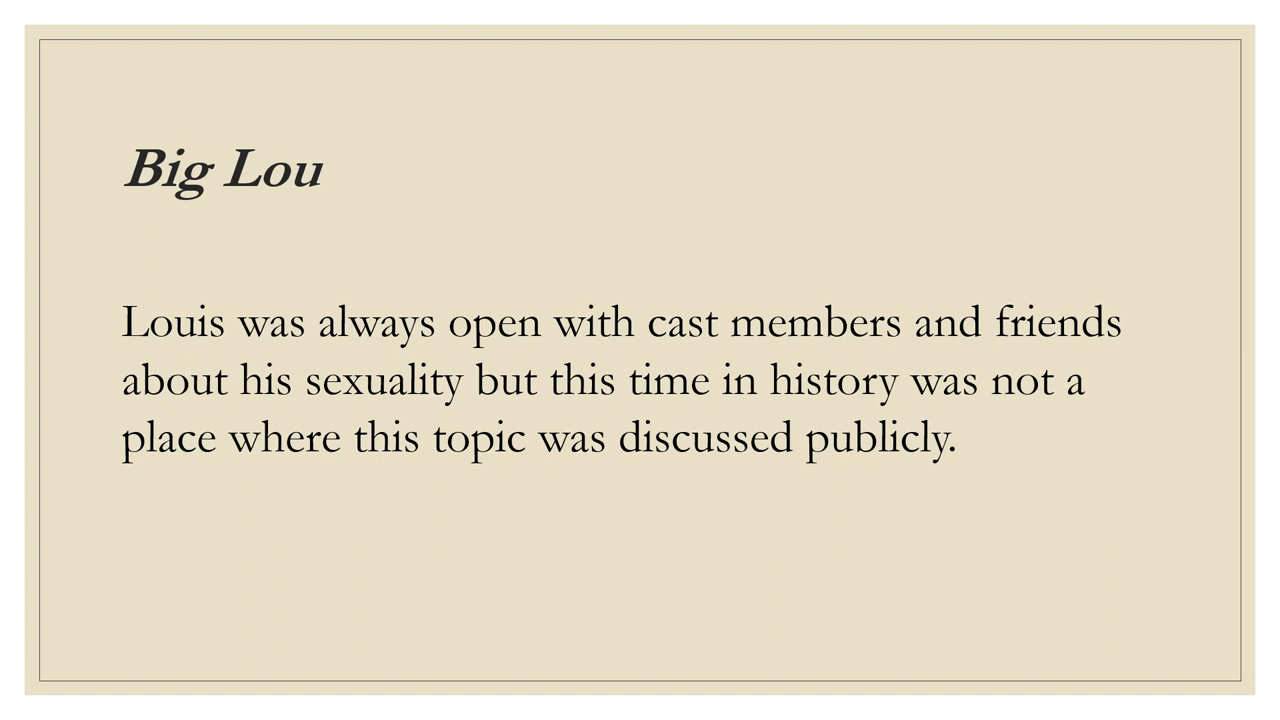 Big Lou
Louis was always open with cast members and friends
about his sexuality but this time in history was not a
place where this topic was discussed publicly.